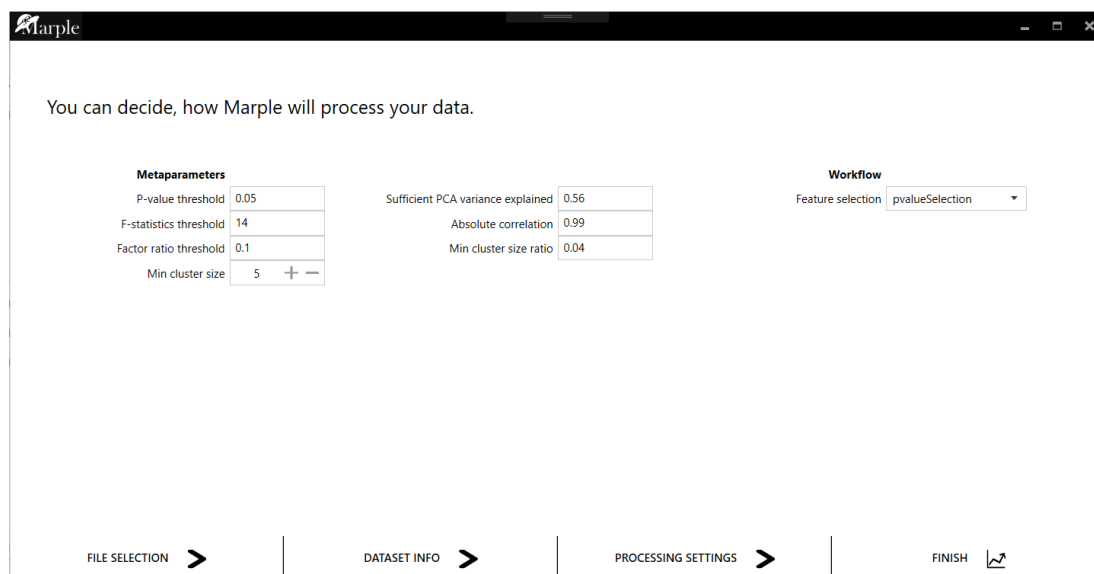 Marple
You can decide, how Marple will process your data.
Metaparameters
P-value threshold 0.05
F-statistics threshold 14
Factor ratio threshold 0.1
Min cluster size 5
Sufficient PCA variance explained 0.56
Absolute correlation 0.99
Min cluster size ratio 0.04
Workflow
Feature selection pvalueSelection
FILE SELECTION
DATASET INFO
PROCESSING SETTINGS
FINISH